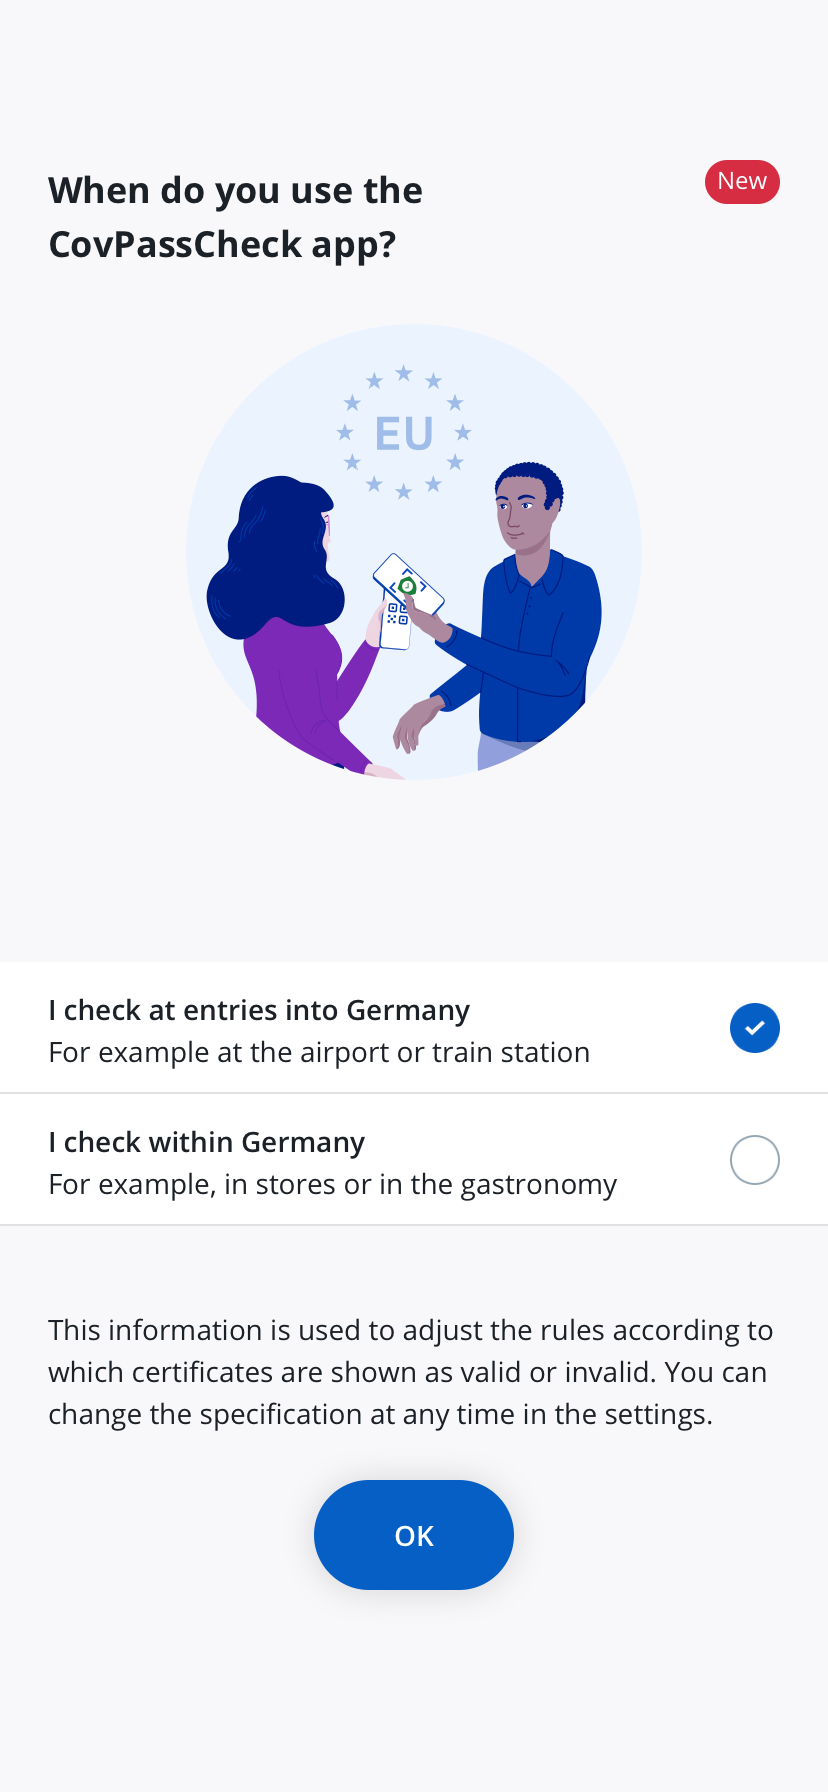 When do you use the
CovPassCheck app?
New
EU
I check at entries into Germany
For example at the airport or train station
I check within Germany
For example, in stores or in the gastronomy
This information is used to adjust the rules according to
which certificates are shown as valid or invalid. You can
change the specification at any time in the settings.
OK